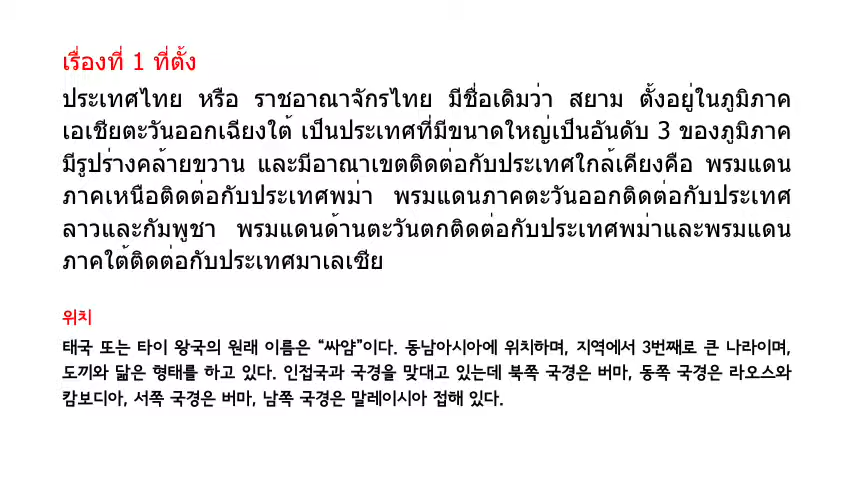 เรื่องที่ 1 ที่ตั้ง
ประเทศไทย หรือ ราชอาณาจักรไทย มีชื่อเดิมว่า สยาม ตั้งอยู่ในภูมิภาค
เอเชียตะวันออกเฉียงใต้ เป็นประเทศที่มีขนาดใหญ่เป็นอันดับ 3 ของภูมิภาค
มีรูปร่างคล้ายขวาน และมีอาณาเขตติดต่อกับประเทศใกล้เคียงคือ พรมแดน
ภาคเหนือติดต่อกับประเทศพม่า พรมแดนภาคตะวันออกติดต่อกับประเทศ
ลาวและกัมพูชา พรมแดนด้านตะวันตกติดต่อกับประเทศพม่าและพรมแดน
ภาคใต้ติดต่อกับประเทศมาเลเซีย
위치
태국 또는 타이 왕국의 원래 이름은 “싸얌”이다. 동남아시아에 위치하며, 지역에서 3번째로 큰 나라이며,
도끼와 닮은 형태를 하고 있다. 인접국과 국경을 맞대고 있는데 북쪽 국경은 버마, 동쪽 국경은 라오스와
캄보디아, 서쪽 국경은 버마, 남쪽 국경은 말레이시아 접해 있다.